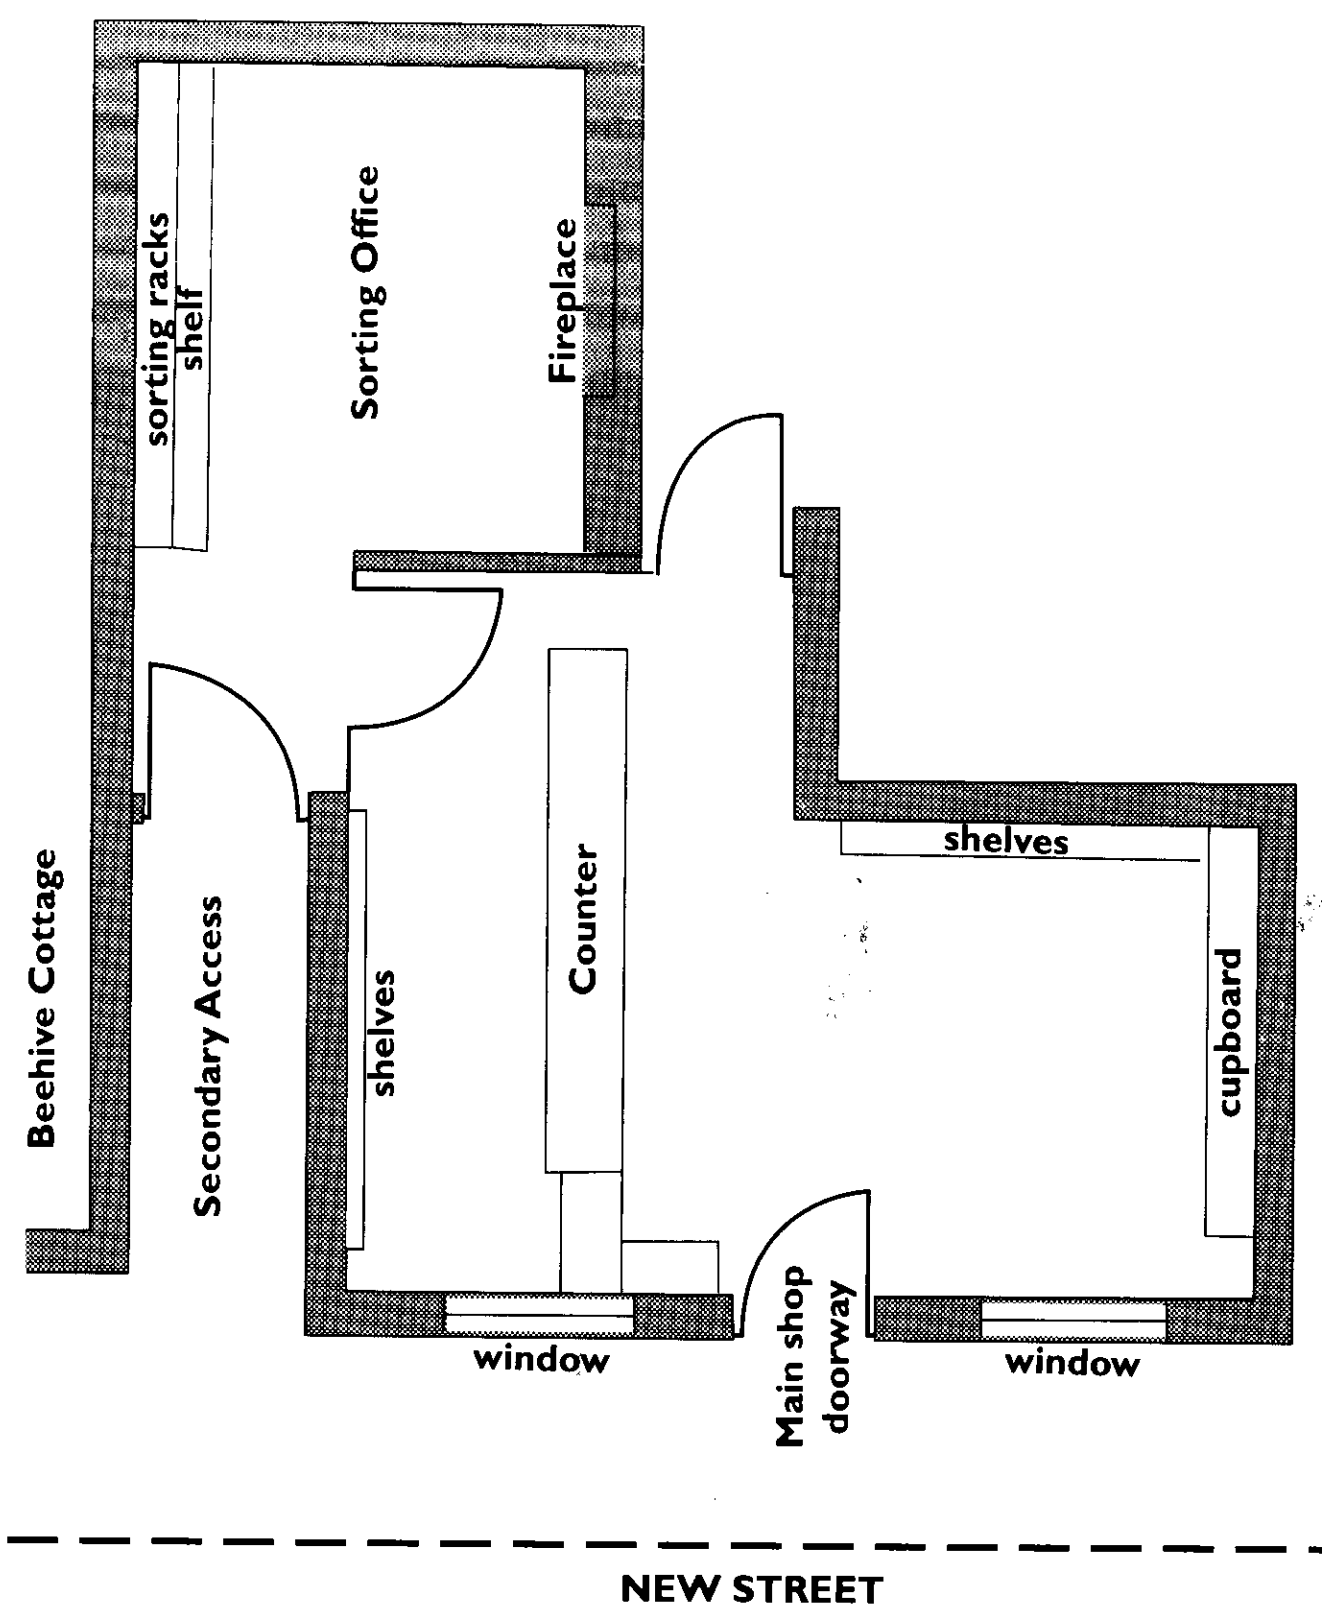 sorting racks
shelf
Sorting Office
Fireplace
Beehive Cottage
Secondary Access
shelves
Counter
shelves
cupboard
window
Main shop
doorway
window
NEW STREET